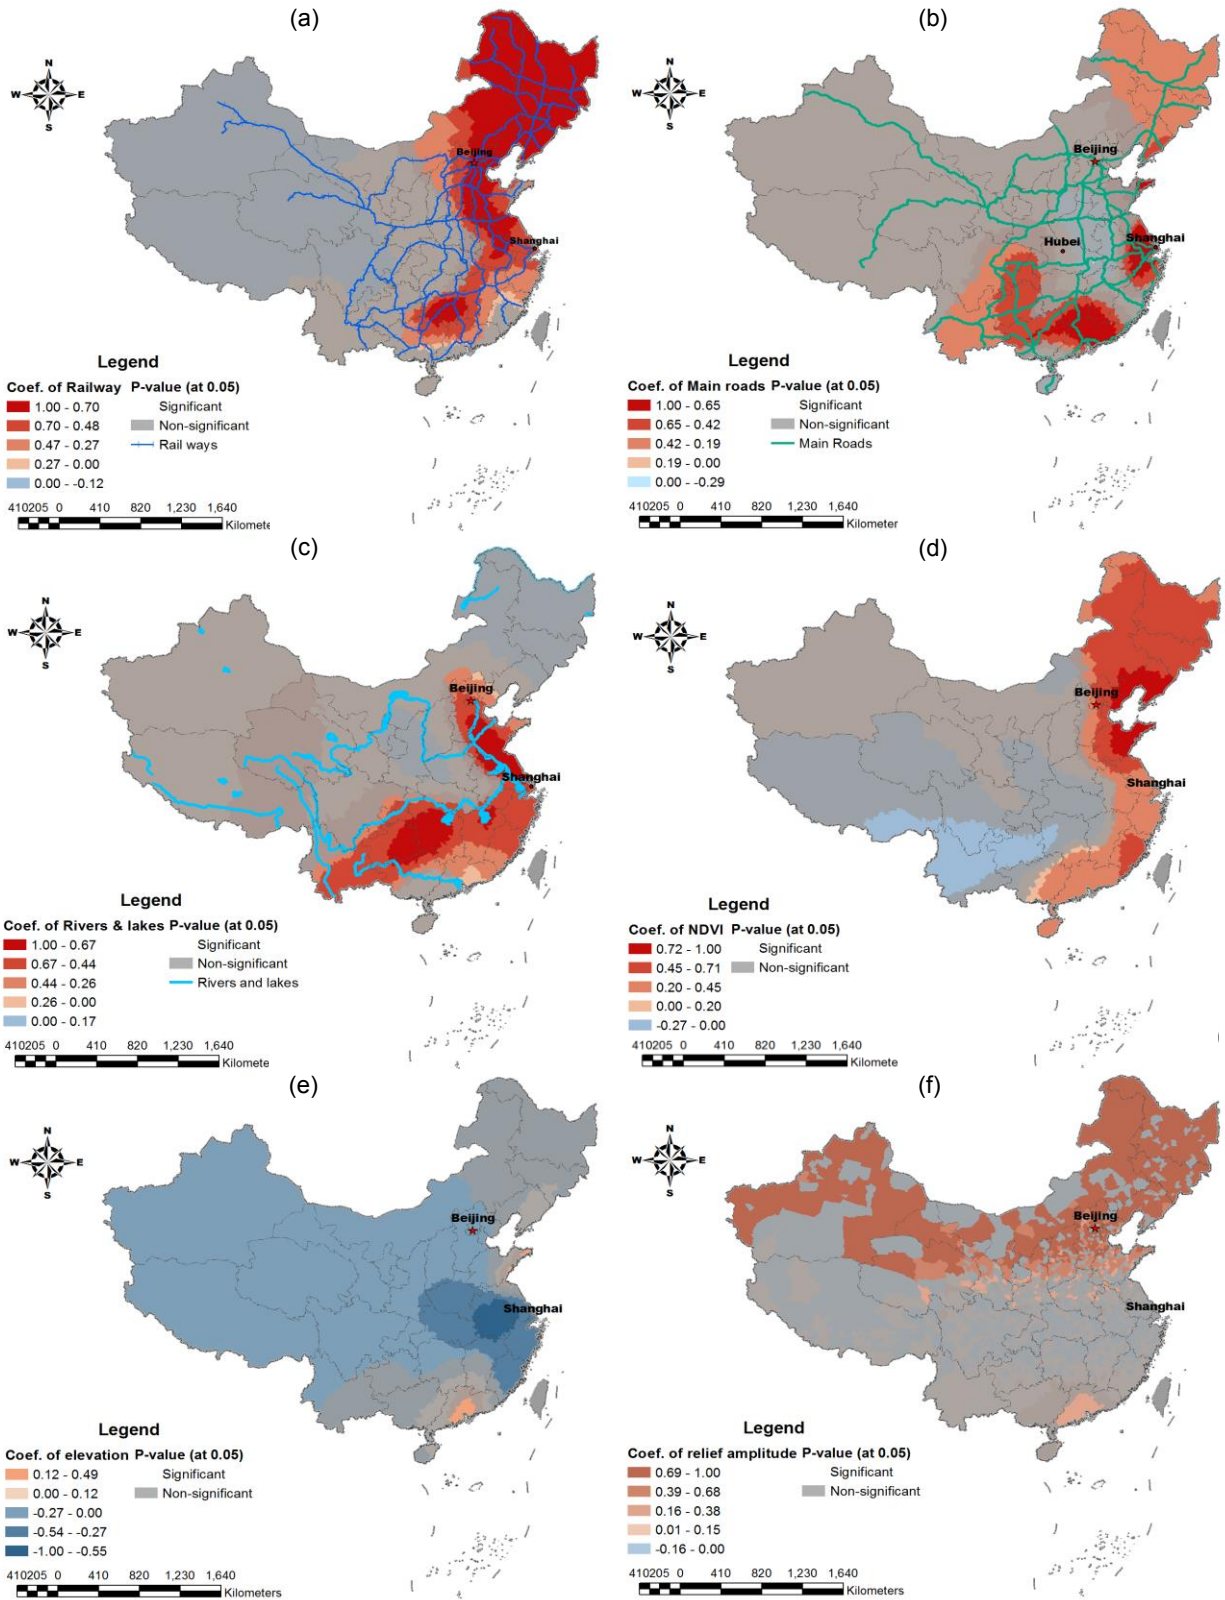 (a)
N
W E
S
Beijing
Shanghai
Legend
Coef. of Railway P-value (at 0.05)
1.00 - 0.70 Significant
0.70 - 0.48 Non-significant
0.47 - 0.27 Rail ways
0.27 - 0.00
0.00 - -0.12
410205 0 410 820 1,230 1,640
Kilomete
(b)
N
W E
S
Beijing
Hubei
Shanghai
Legend
Coef. of Main roads P-value (at 0.05)
1.00 - 0.65 Significant
0.65 - 0.42 Non-significant
0.42 - 0.19 Main Roads
0.19 - 0.00
0.00 - -0.29
410205 0 410 820 1,230 1,640
Kilometer
(c)
N
W E
S
Beijing
Shanghai
Legend
Coef. of Rivers & lakes P-value (at 0.05)
1.00 - 0.67 Significant
0.67 - 0.44 Non-significant
0.44 - 0.26 Rivers and lakes
0.26 - 0.00
0.00 - 0.17
410205 0 410 820 1,230 1,640
Kilomete
(d)
N
W E
S
Beijing
Shanghai
Legend
Coef. of NDVI P-value (at 0.05)
0.72 - 1.00 Significant
0.45 - 0.71 Non-significant
0.20 - 0.45
0.00 - 0.20
-0.27 - 0.00
410205 0 410 820 1,230 1,640
Kilometers
(e)
N
W E
S
Beijing
Shanghai
Legend
Coef. of elevation P-value (at 0.05)
0.12 - 0.49 Significant
0.00 - 0.12 Non-significant
-0.27 - 0.00
-0.54 - -0.27
-1.00 - -0.55
410205 0 410 820 1,230 1,640
Kilometers
(f)
N
W E
S
Beijing
Shanghai
Legend
Coef. of relief amplitude P-value (at 0.05)
0.69 - 1.00 Significant
0.39 - 0.68 Non-significant
0.16 - 0.38
0.01 - 0.15
-0.16 - 0.00
410205 0 410 820 1,230 1,640
Kilometers